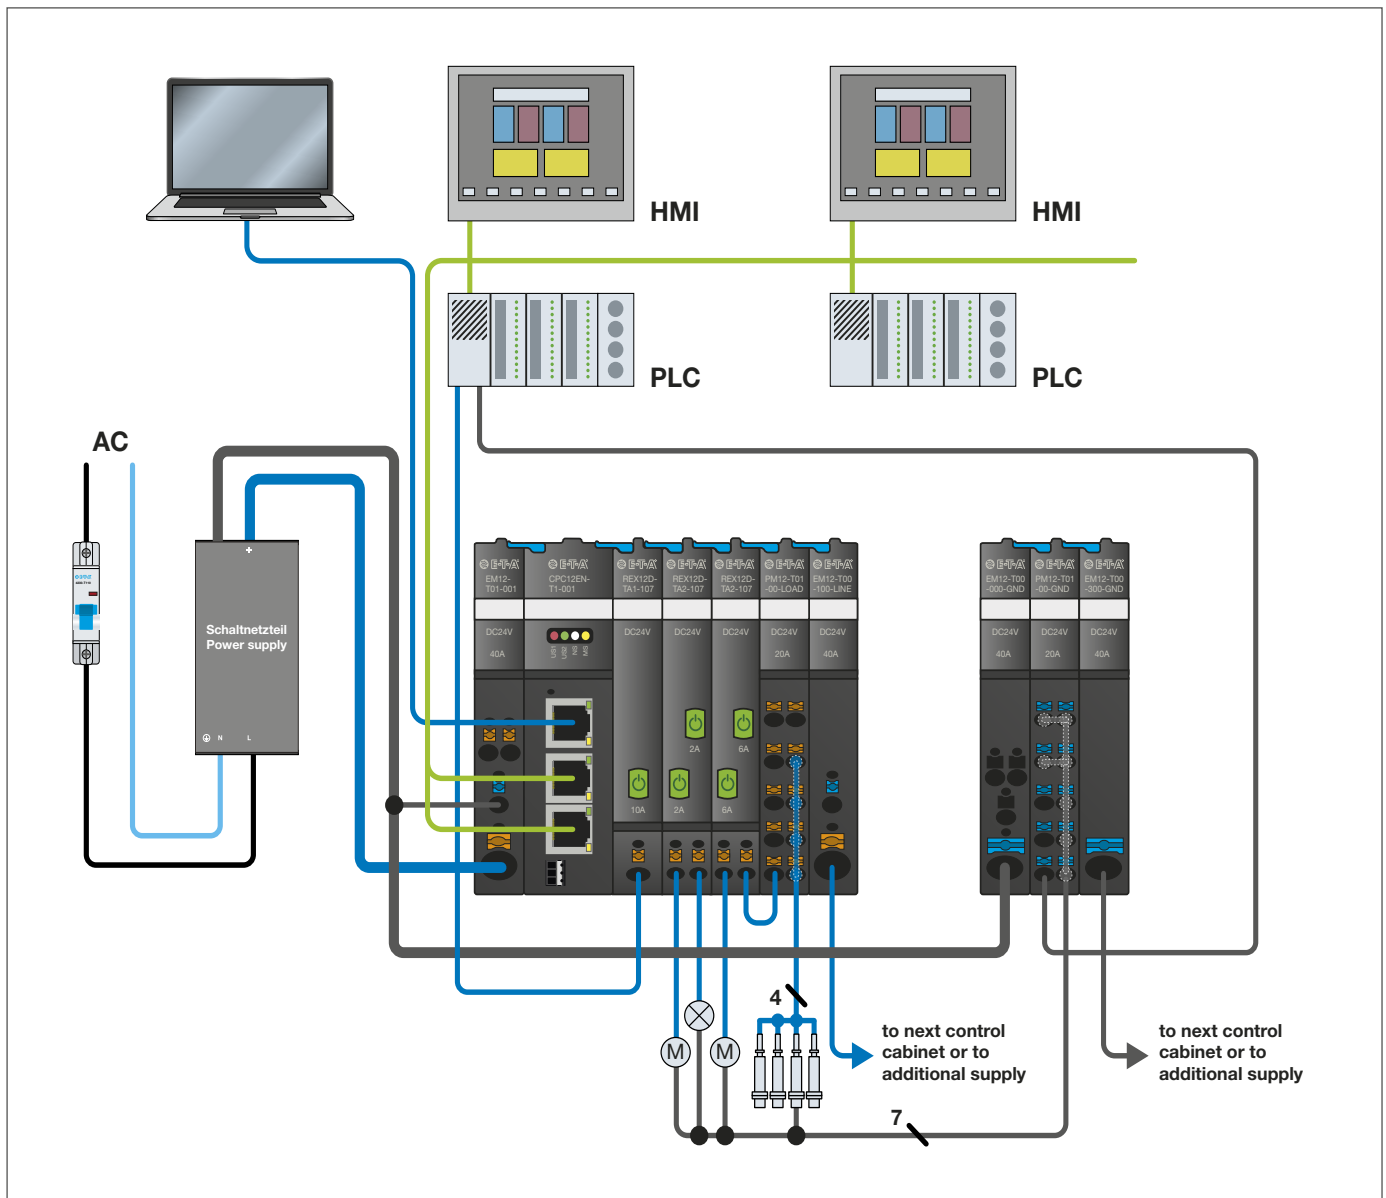 HMI
HMI
PLC
PLC
AC
Schaltnetzteil
Power supply
+
N
L
E-T-A
EM12-
T01-001
DC24V
40A
E-T-A
CPC12EN-
T1-001
US1
US2
NS
MS
E-T-A
REX12D-
TA1-107
DC24V
10A
E-T-A
REX12D-
TA2-107
DC24V
2A
2A
E-T-A
REX12D-
TA2-107
DC24V
6A
6A
E-T-A
PM12-T01
-00-LOAD
DC24V
20A
E-T-A
EM12-T00
-100-LINE
DC24V
40A
E-T-A
EM12-T00
-000-GND
DC24V
40A
E-T-A
PM12-T01
-00-GND
DC24V
20A
E-T-A
EM12-T00
-300-GND
DC24V
40A
4
M
M
to next control
cabinet or to
additional supply
to next control
cabinet or to
additional supply
7